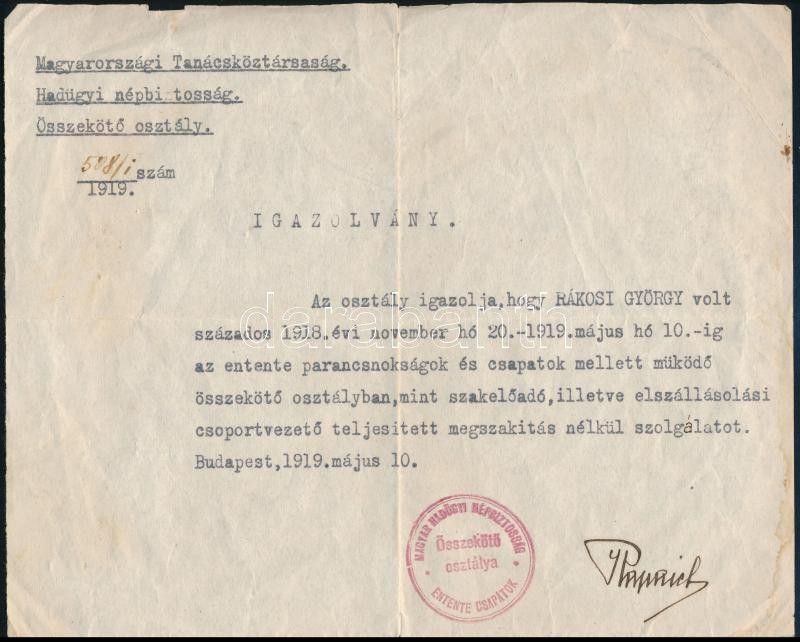 Magyarországi Tanácsköztársaság.
Hadügyi népbiztosság.
Összekötő osztály.
508/i szám
1919.
IGAZOLVÁNY.
Az osztály igazolja,hogy RÁKOSI GYÖRGY volt
százados 1918.évi november hó 20.-1919.május hó 10.-ig
az entente parancsnokságok és csapatok mellett müködő
összekötő osztályban,mint szakelőadó,illetve elszállásolási
csoportvezető teljesitett megszakitás nélkül szolgálatot.
Budapest,1919.május 10.
MAGYAR HADÜGYI NÉPBIZTOSSÁG
Összekötő
osztálya
ENTENTE CSAPATOK
darabanth